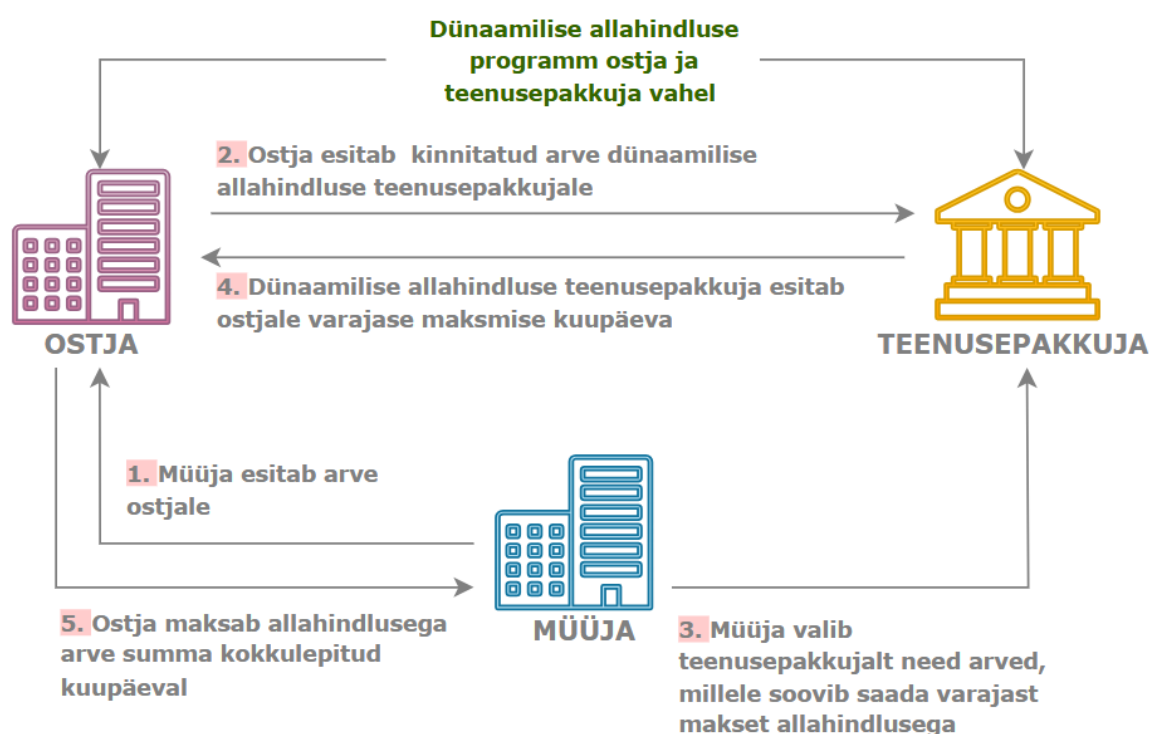 Dünaamilise allahindluse
programm ostja ja
teenusepakkuja vahel
2. Ostja esitab kinnitatud arve dünaamilise
allahindluse teenusepakkujale
4. Dünaamilise allahindluse teenusepakkuja esitab
ostjale varajase maksmise kuupäeva
OSTJA
TEENUSEPAKKUJA
1. Müüja esitab arve
ostjale
MÜÜJA
5. Ostja maksab allahindlusega
arve summa kokkulepitud
kuupäeval
3. Müüja valib
teenusepakkujalt need arved,
millele soovib saada varajast
makset allahindlusega